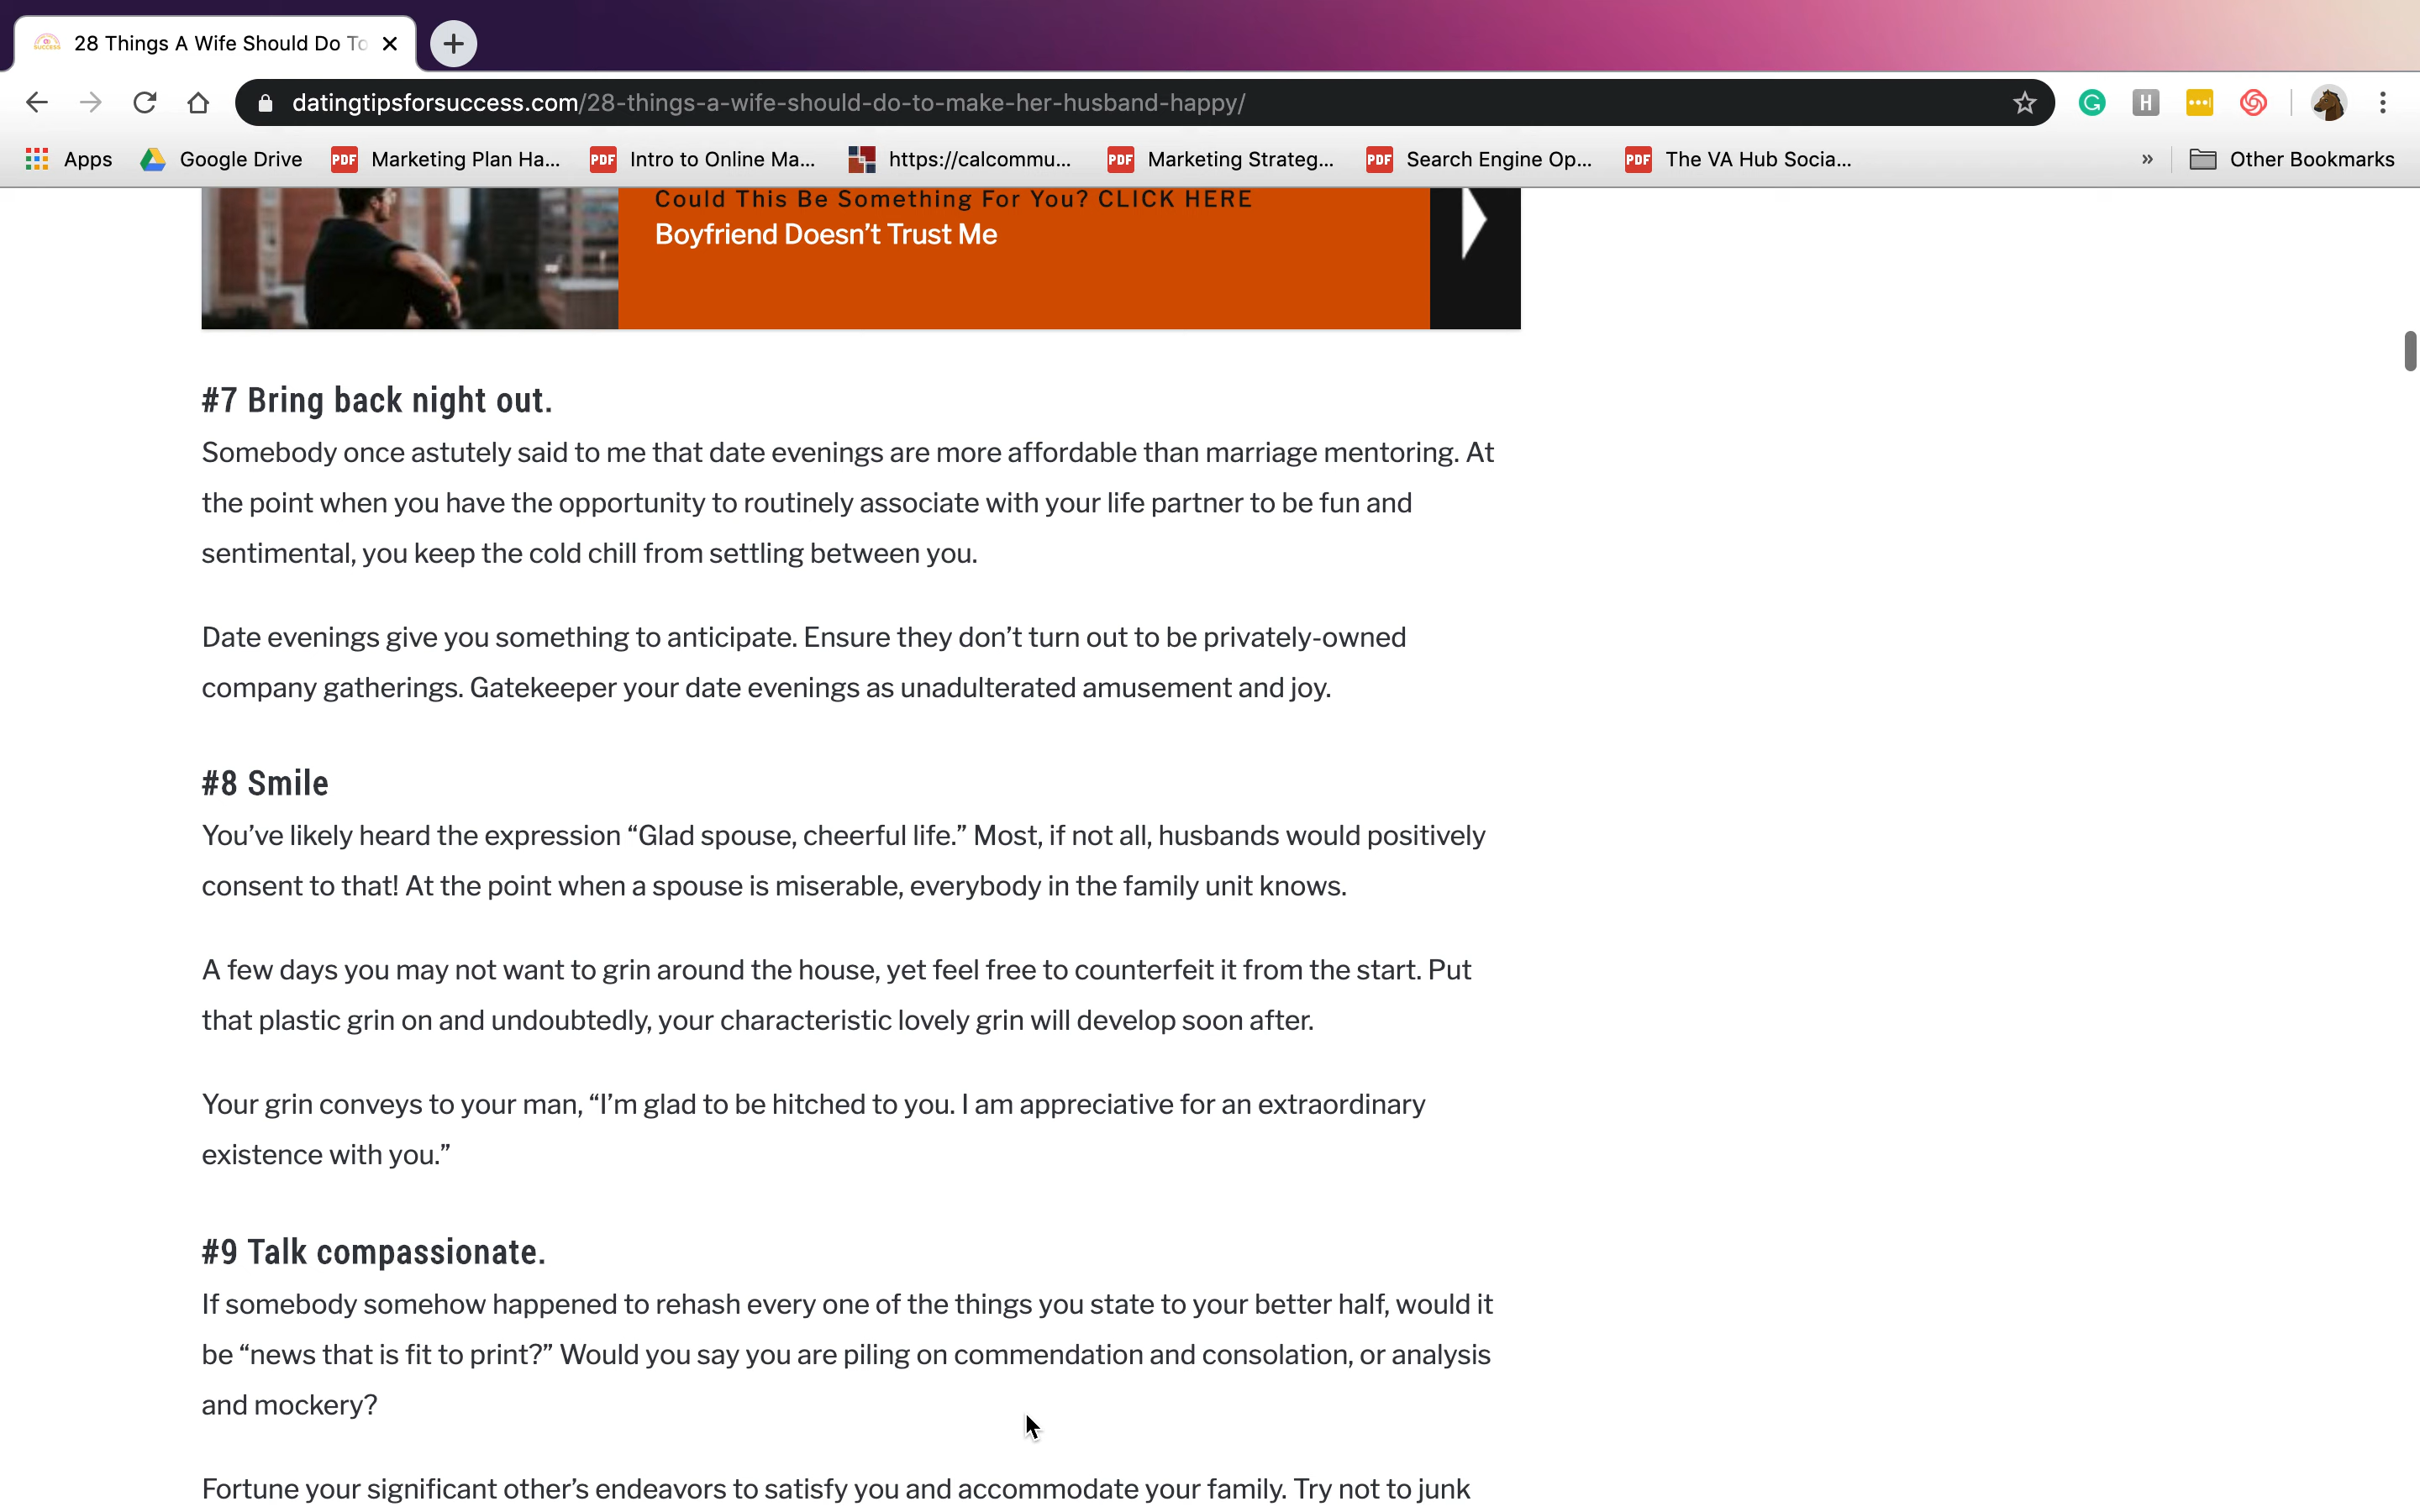 28 Things A Wife Should Do To
datingtipsforsuccess.com/28-things-a-wife-should-do-to-make-her-husband-happy/
Apps Google Drive PDF Marketing Plan Ha... PDF Intro to Online Ma... https://calcommu... PDF Marketing Strateg... PDF Search Engine Op... PDF The VA Hub Socia... » Other Bookmarks
Could This Be Something For You? CLICK HERE
Boyfriend Doesn’t Trust Me
#7 Bring back night out.
Somebody once astutely said to me that date evenings are more affordable than marriage mentoring. At
the point when you have the opportunity to routinely associate with your life partner to be fun and
sentimental, you keep the cold chill from settling between you.
Date evenings give you something to anticipate. Ensure they don’t turn out to be privately-owned
company gatherings. Gatekeeper your date evenings as unadulterated amusement and joy.
#8 Smile
You’ve likely heard the expression “Glad spouse, cheerful life.” Most, if not all, husbands would positively
consent to that! At the point when a spouse is miserable, everybody in the family unit knows.
A few days you may not want to grin around the house, yet feel free to counterfeit it from the start. Put
that plastic grin on and undoubtedly, your characteristic lovely grin will develop soon after.
Your grin conveys to your man, “I’m glad to be hitched to you. I am appreciative for an extraordinary
existence with you.”
#9 Talk compassionate.
If somebody somehow happened to rehash every one of the things you state to your better half, would it
be “news that is fit to print?” Would you say you are piling on commendation and consolation, or analysis
and mockery?
Fortune your significant other’s endeavors to satisfy you and accommodate your family. Try not to junk